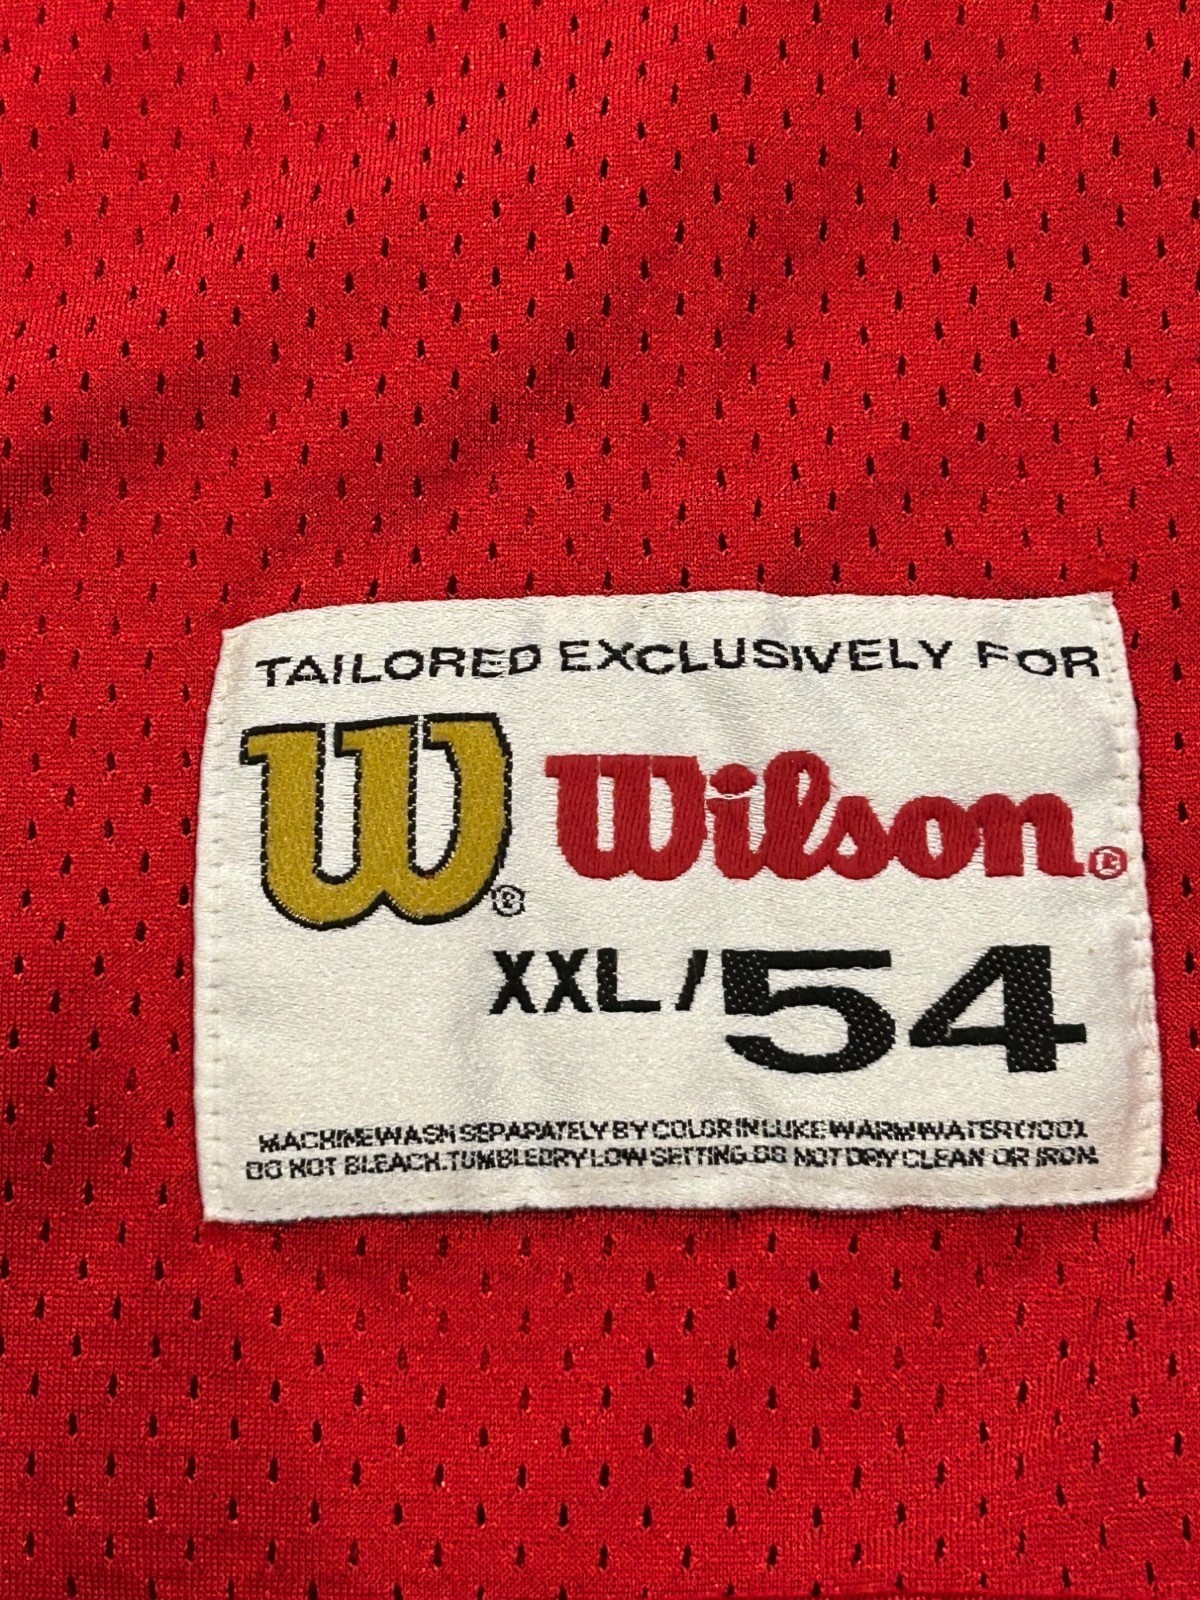 TAILORED EXCLUSIVELY FOR
W® Wilson®
XXL/54
MACHINE WASH SEPARATELY BY COLOR IN LUKE WARM WATER (100).
DO NOT BLEACH. TUMBLE DRY LOW SETTING. DO NOT DRY CLEAN OR IRON.